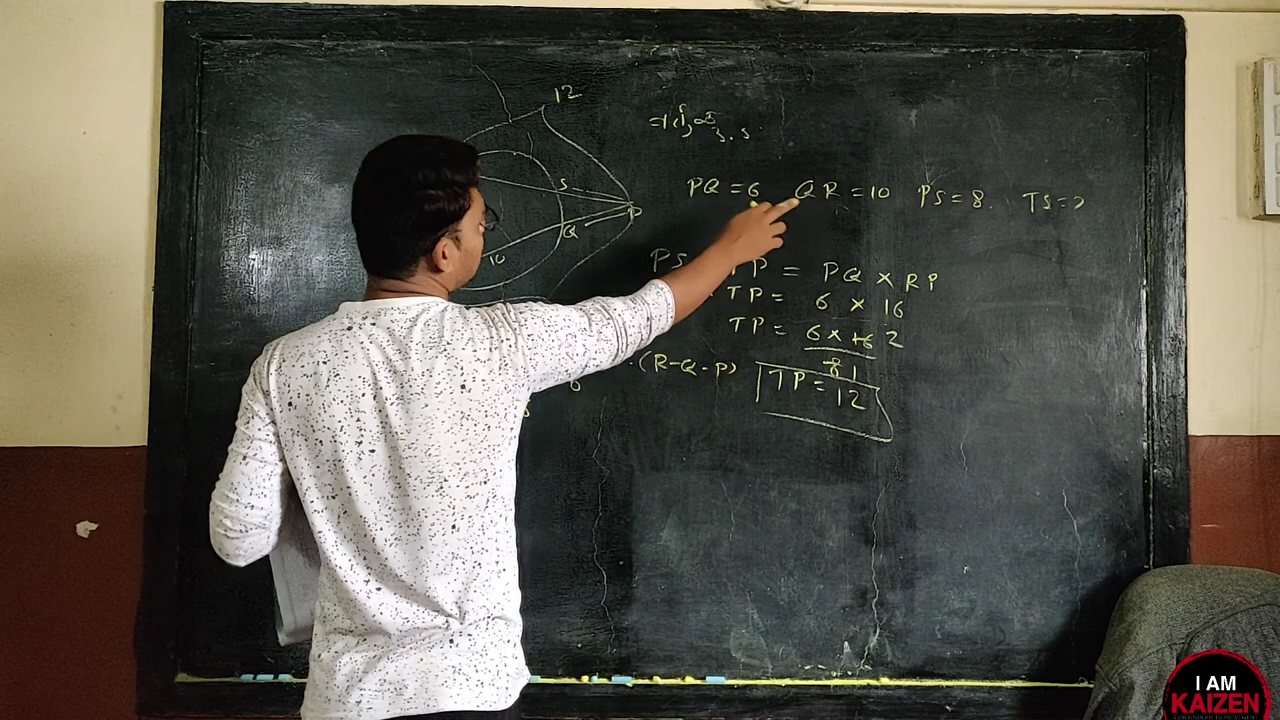 12
S
P
Q
10
PQ = 6 QR = 10 PS = 8. TS = ?
PS TP = PQ × RP
TP = 6 × 16
TP = 6 × 16 2
8 1
(R-Q-P)
TP = 12
I AM
KAIZEN